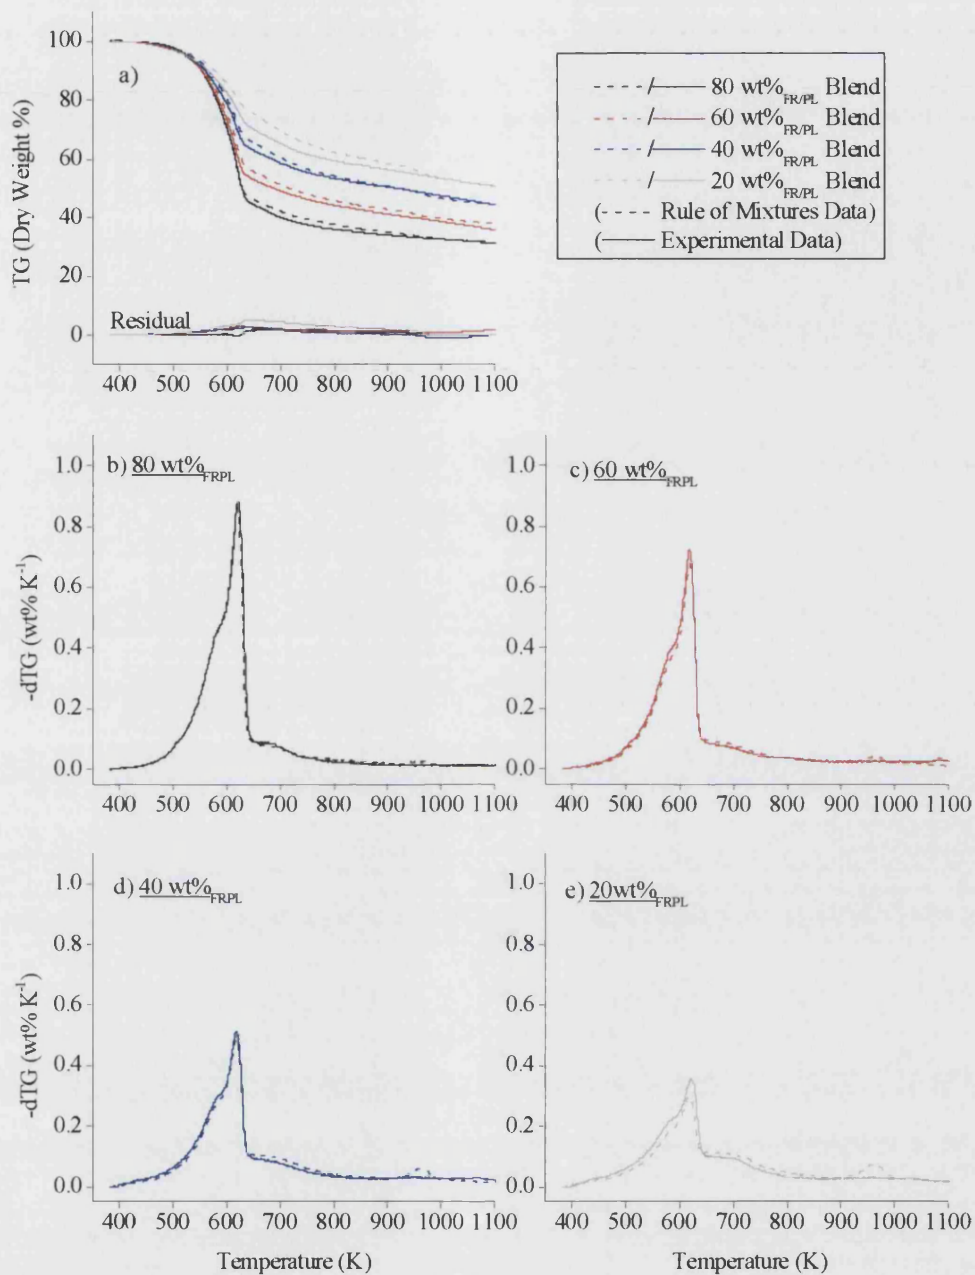 100
80
60
40
20
0
a)
TG (Dry Weight %)
Residual
400 500 600 700 800 900 1000 1100
----/—— 80 wt%FR/PL Blend
----/—— 60 wt%FR/PL Blend
----/—— 40 wt%FR/PL Blend
----/—— 20 wt%FR/PL Blend
(---- Rule of Mixtures Data)
(—— Experimental Data)
b) 80 wt%FRPL
1.0
0.8
0.6
0.4
0.2
0.0
-dTG (wt% K-1)
400 500 600 700 800 900 1000 1100
c) 60 wt%FRPL
1.0
0.8
0.6
0.4
0.2
0.0
400 500 600 700 800 900 1000 1100
d) 40 wt%FRPL
1.0
0.8
0.6
0.4
0.2
0.0
-dTG (wt% K-1)
400 500 600 700 800 900 1000 1100
Temperature (K)
e) 20wt%FRPL
1.0
0.8
0.6
0.4
0.2
0.0
400 500 600 700 800 900 1000 1100
Temperature (K)